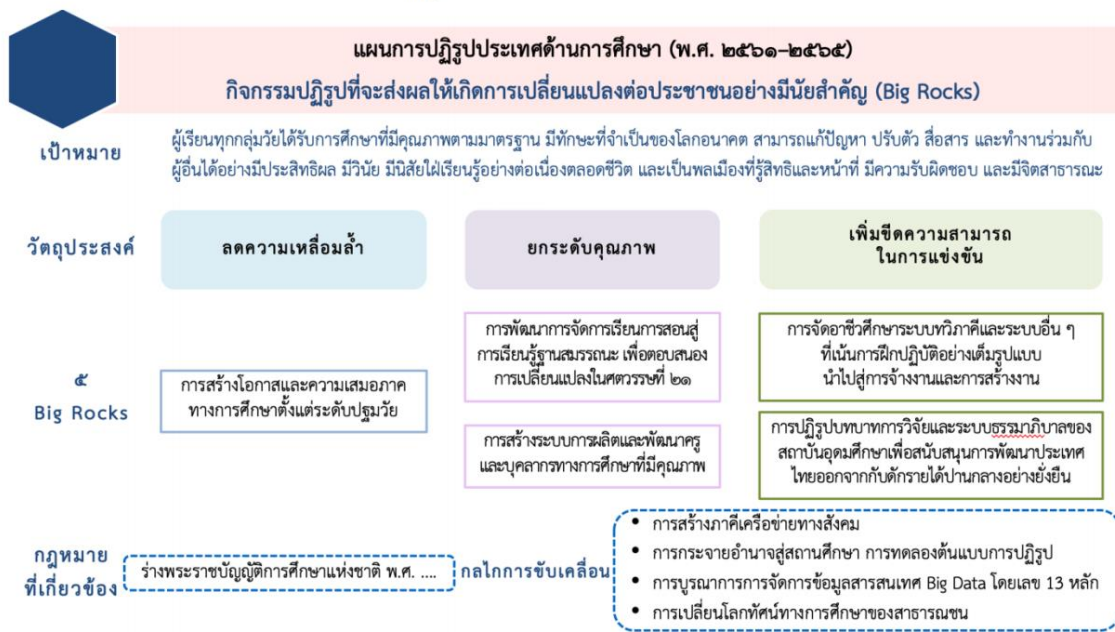 แผนการปฏิรูปประเทศด้านการศึกษา (พ.ศ. ๒๕๖๑–๒๕๖๕)
กิจกรรมปฏิรูปที่จะส่งผลให้เกิดการเปลี่ยนแปลงต่อประชาชนอย่างมีนัยสำคัญ (Big Rocks)
เป้าหมาย
ผู้เรียนทุกกลุ่มวัยได้รับการศึกษาที่มีคุณภาพตามมาตรฐาน มีทักษะที่จำเป็นของโลกอนาคต สามารถแก้ปัญหา ปรับตัว สื่อสาร และทำงานร่วมกับ
ผู้อื่นได้อย่างมีประสิทธิผล มีวินัย มีนิสัยใฝ่เรียนรู้อย่างต่อเนื่องตลอดชีวิต และเป็นพลเมืองที่รู้สิทธิและหน้าที่ มีความรับผิดชอบ และมีจิตสาธารณะ
วัตถุประสงค์
ลดความเหลื่อมล้ำ
ยกระดับคุณภาพ
เพิ่มขีดความสามารถ
ในการแข่งขัน
๕
Big Rocks
การสร้างโอกาสและความเสมอภาค
ทางการศึกษาตั้งแต่ระดับปฐมวัย
การพัฒนาการจัดการเรียนการสอนสู่
การเรียนรู้ฐานสมรรถนะ เพื่อตอบสนอง
การเปลี่ยนแปลงในศตวรรษที่ ๒๑
การสร้างระบบการผลิตและพัฒนาครู
และบุคลากรทางการศึกษาที่มีคุณภาพ
การจัดอาชีวศึกษาระบบทวิภาคีและระบบอื่น ๆ
ที่เน้นการฝึกปฏิบัติอย่างเต็มรูปแบบ
นำไปสู่การจ้างงานและการสร้างงาน
การปฏิรูปบทบาทการวิจัยและระบบธรรมาภิบาลของ
สถาบันอุดมศึกษาเพื่อสนับสนุนการพัฒนาประเทศ
ไทยออกจากกับดักรายได้ปานกลางอย่างยั่งยืน
กฎหมาย
ที่เกี่ยวข้อง
ร่างพระราชบัญญัติการศึกษาแห่งชาติ พ.ศ. ....
กลไกการขับเคลื่อน
• การสร้างภาคีเครือข่ายทางสังคม
• การกระจายอำนาจสู่สถานศึกษา การทดลองต้นแบบการปฏิรูป
• การบูรณาการการจัดการข้อมูลสารสนเทศ Big Data โดยเลข 13 หลัก
• การเปลี่ยนโลกทัศน์ทางการศึกษาของสาธารณชน